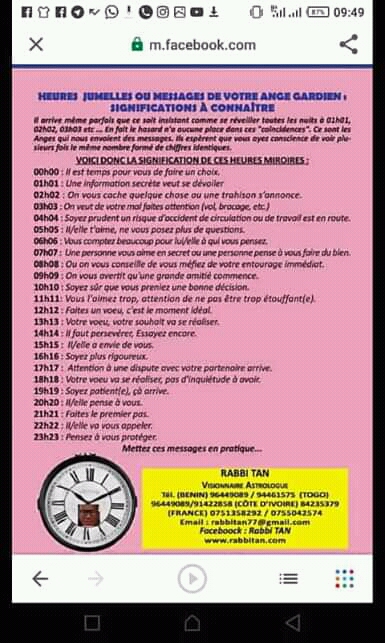 87% 09:49
m.facebook.com
HEURES JUMELLES OU MESSAGES DE VOTRE ANGE GARDIEN :
SIGNIFICATIONS À CONNAÎTRE
Il arrive même parfois que ce soit insistant comme se réveiller toutes les nuits à 01h01,
02h02, 03h03 etc ... En fait le hasard n'a aucune place dans ces "coïncidences". Ce sont les
Anges qui nous envoient des messages. Ils espèrent que vous ayez conscience de voir plu-
sieurs fois le même nombre formé de chiffres identiques.
VOICI DONC LA SIGNIFICATION DE CES HEURES MIROIRES :
00h00 : Il est temps pour vous de faire un choix.
01h01 : Une information secrète veut se dévoiler
02h02 : On vous cache quelque chose ou une trahison s'annonce.
03h03 : On veut de votre mal faites attention (vol, bracage, etc.)
04h04 : Soyez prudent un risque d'accident de circulation ou de travail est en route.
05h05 : Il/elle t'aime, ne vous posez plus de questions.
06h06 : Vous comptez beaucoup pour lui/elle à qui vous pensez.
07h07 : Une personne vous aime en secret ou une personne pense à vous faire du bien.
08h08 : Ou on vous conseille de vous méfiez de votre entourage immédiat.
09h09 : On vous avertit qu'une grande amitié commence.
10h10 : Soyez sûr que vous preniez une bonne décision.
11h11: Vous l'aimez trop, attention de ne pas être trop étouffant(e).
12h12 : Faites un voeu, c'est le moment idéal.
13h13 : Votre voeu, votre souhait va se réaliser.
14h14 : Il faut persevérer, Essayez encore.
15h15 : Il/elle a envie de vous.
16h16 : Soyez plus rigoureux.
17h17 : Attention à une dispute avec votre partenaire arrive.
18h18 : Votre voeu va se réaliser, pas d'inquiétude à avoir.
19h19 : Soyez patient(e), çà arrive.
20h20 : Il/elle pense à vous.
21h21 : Faites le premier pas.
22h22 : Il/elle va vous appeler.
23h23 : Pensez à vous protéger.
Mettez ces messages en pratique...
RABBI TAN
VISIONNAIRE ASTROLOGUE
Tél. (BENIN) 96449089 / 94461575 (TOGO)
96449089/91422858 (CÔTE D'IVOIRE) 84235379
(FRANCE) 0751358292 / 0755042574
Email : rabbitan77@gmail.com
Faceboock : Rabbi TAN
www.rabbitan.com